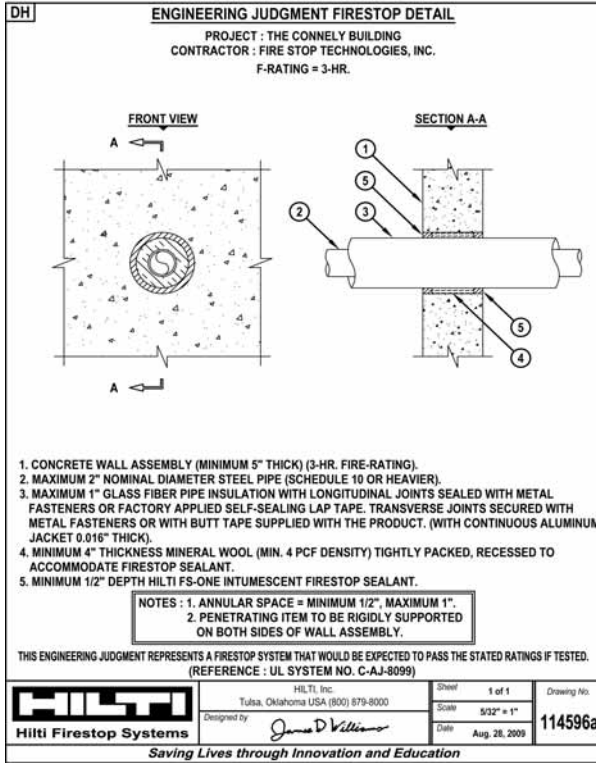 DH
ENGINEERING JUDGMENT FIRESTOP DETAIL
PROJECT : THE CONNELY BUILDING
CONTRACTOR : FIRE STOP TECHNOLOGIES, INC.
F-RATING = 3-HR.
FRONT VIEW
SECTION A-A
A
A
1
5
3
2
5
4
1. CONCRETE WALL ASSEMBLY (MINIMUM 5" THICK) (3-HR. FIRE-RATING).
2. MAXIMUM 2" NOMINAL DIAMETER STEEL PIPE (SCHEDULE 10 OR HEAVIER).
3. MAXIMUM 1" GLASS FIBER PIPE INSULATION WITH LONGITUDINAL JOINTS SEALED WITH METAL
FASTENERS OR FACTORY APPLIED SELF-SEALING LAP TAPE. TRANSVERSE JOINTS SECURED WITH
METAL FASTENERS OR WITH BUTT TAPE SUPPLIED WITH THE PRODUCT. (WITH CONTINUOUS ALUMINUM
JACKET 0.016" THICK).
4. MINIMUM 4" THICKNESS MINERAL WOOL (MIN. 4 PCF DENSITY) TIGHTLY PACKED, RECESSED TO
ACCOMMODATE FIRESTOP SEALANT.
5. MINIMUM 1/2" DEPTH HILTI FS-ONE INTUMESCENT FIRESTOP SEALANT.
NOTES : 1. ANNULAR SPACE = MINIMUM 1/2", MAXIMUM 1".
2. PENETRATING ITEM TO BE RIGIDLY SUPPORTED
ON BOTH SIDES OF WALL ASSEMBLY.
THIS ENGINEERING JUDGMENT REPRESENTS A FIRESTOP SYSTEM THAT WOULD BE EXPECTED TO PASS THE STATED RATINGS IF TESTED.
(REFERENCE : UL SYSTEM NO. C-AJ-8099)
HILTI
Hilti Firestop Systems
HILTI, Inc.
Tulsa, Oklahoma USA (800) 879-8000
Designed by
James D Williams
Sheet 1 of 1
Scale 5/32" = 1"
Date Aug. 28, 2009
Drawing No.
114596a
Saving Lives through Innovation and Education